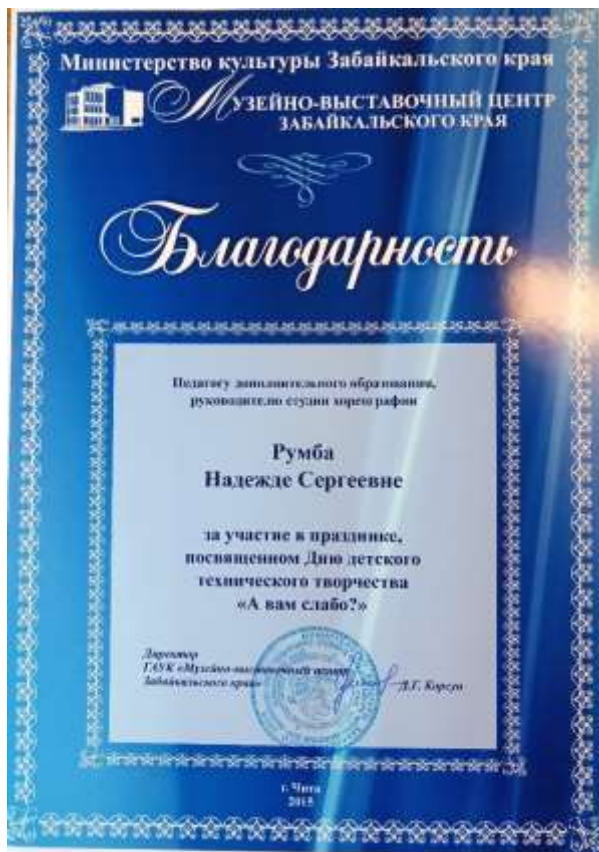 Министерство культуры Забайкальского края
Музейно-выставочный центр
Забайкальского края
Благодарность
Педагогу дополнительного образования,
руководителю студии хореографии
Румба
Надежде Сергеевне
за участие в празднике,
посвященном Дню детского
технического творчества
«А вам слабо?»
Директор
ГАУК «Музейно-выставочный центр
Забайкальского края»
Д.Г. Корсун
г. Чита
2015